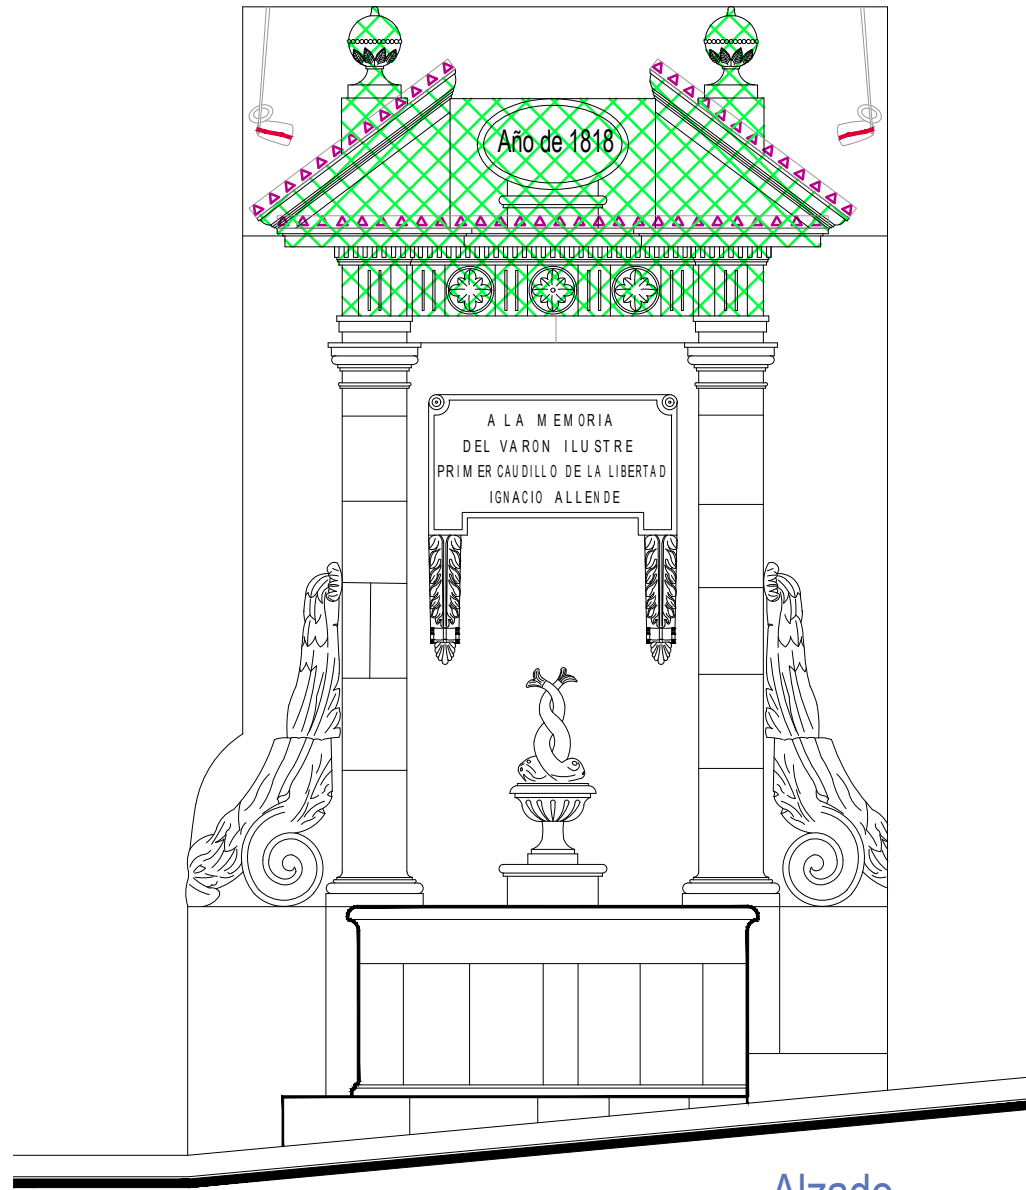 Año de 1818
A LA MEMORIA
DEL VARON ILUSTRE
PRIMER CAUDILLO DE LA LIBERTAD
IGNACIO ALLENDE
Alzado